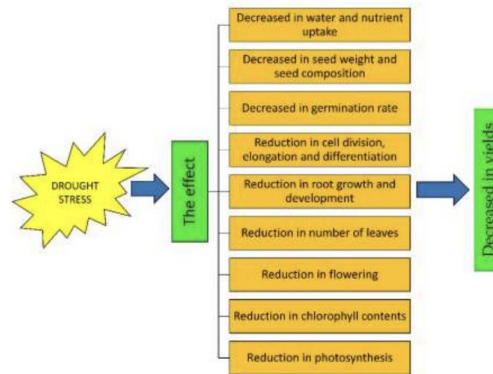 DROUGHT
STRESS
The effect
Decreased in water and nutrient
uptake
Decreased in seed weight and
seed composition
Decreased in germination rate
Reduction in cell division,
elongation and differentiation
Reduction in root growth and
development
Reduction in number of leaves
Reduction in flowering
Reduction in chlorophyll contents
Reduction in photosynthesis
Decreased in yields